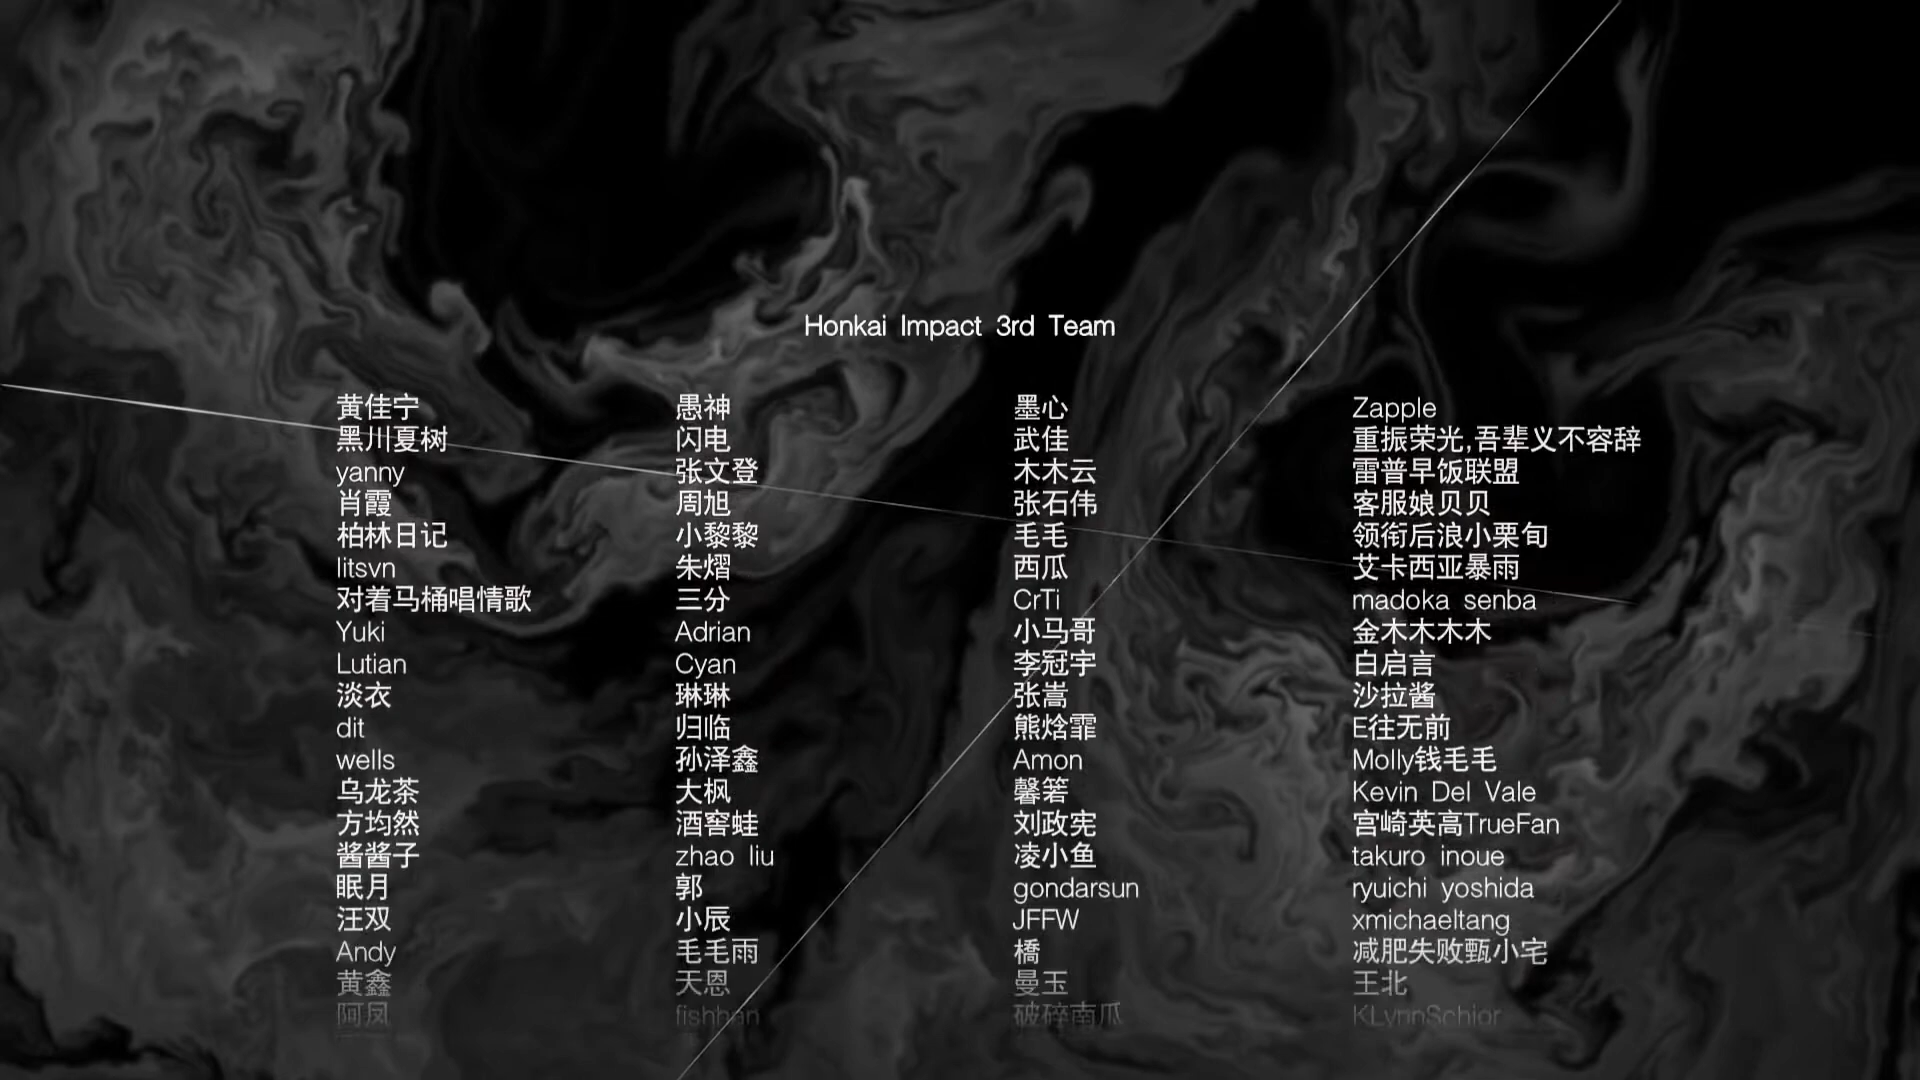 Honkai Impact 3rd Team
黄佳宁 愚神 墨心 Zapple
黑川夏树 闪电 武佳 重振荣光,吾辈义不容辞
yanny 张文登 木木云 雷普早饭联盟
肖霞 周旭 张石伟 客服娘贝贝
柏林日记 小黎黎 毛毛 领衔后浪小栗旬
litsvn 朱熠 西瓜 艾卡西亚暴雨
对着马桶唱情歌 三分 CrTi madoka senba
Yuki Adrian 小马哥 金木木木木
Lutian Cyan 李冠宇 白启言
淡衣 琳琳 张嵩 沙拉酱
dit 归临 熊焓霏 E往无前
wells 孙泽鑫 Amon Molly钱毛毛
乌龙茶 大枫 馨箬 Kevin Del Vale
方均然 酒窖蛙 刘政宪 宫崎英高TrueFan
酱酱子 zhao liu 凌小鱼 takuro inoue
眠月 郭 gondarsun ryuichi yoshida
汪双 小辰 JFFW xmichaeltang
Andy 毛毛雨 橋 减肥失败甄小宅
黄鑫 天恩 曼玉 王北
阿凤 fishhan 破碎南瓜